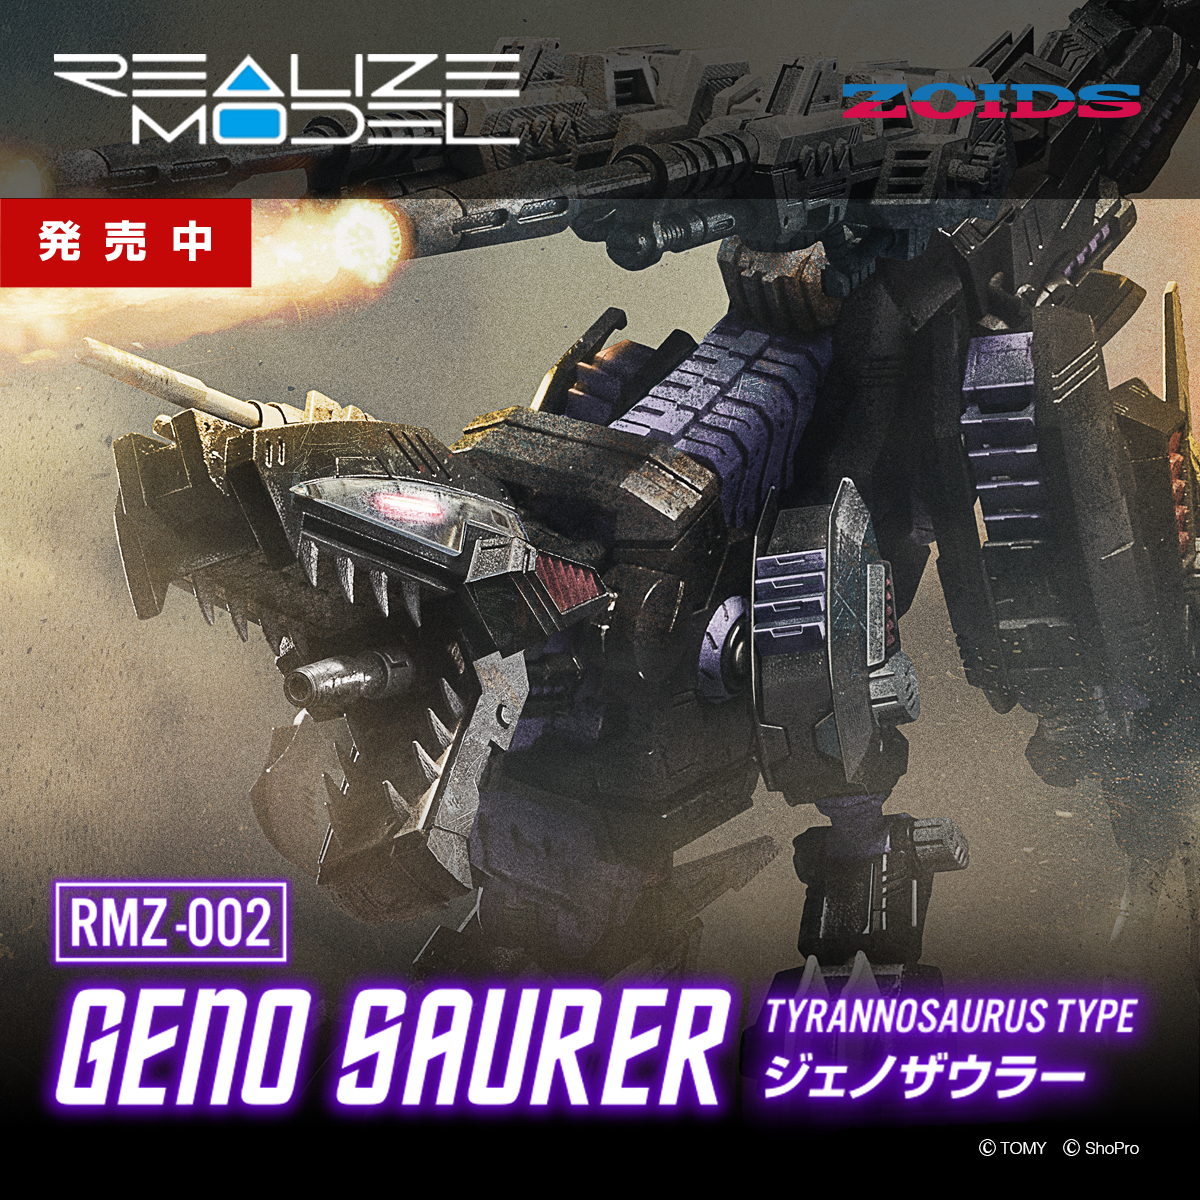 REALIZE
MODEL
ZOIDS
発売中
RMZ-002
GENO SAURER
TYRANNOSAURUS TYPE
ジェノザウラー
© TOMY © ShoPro